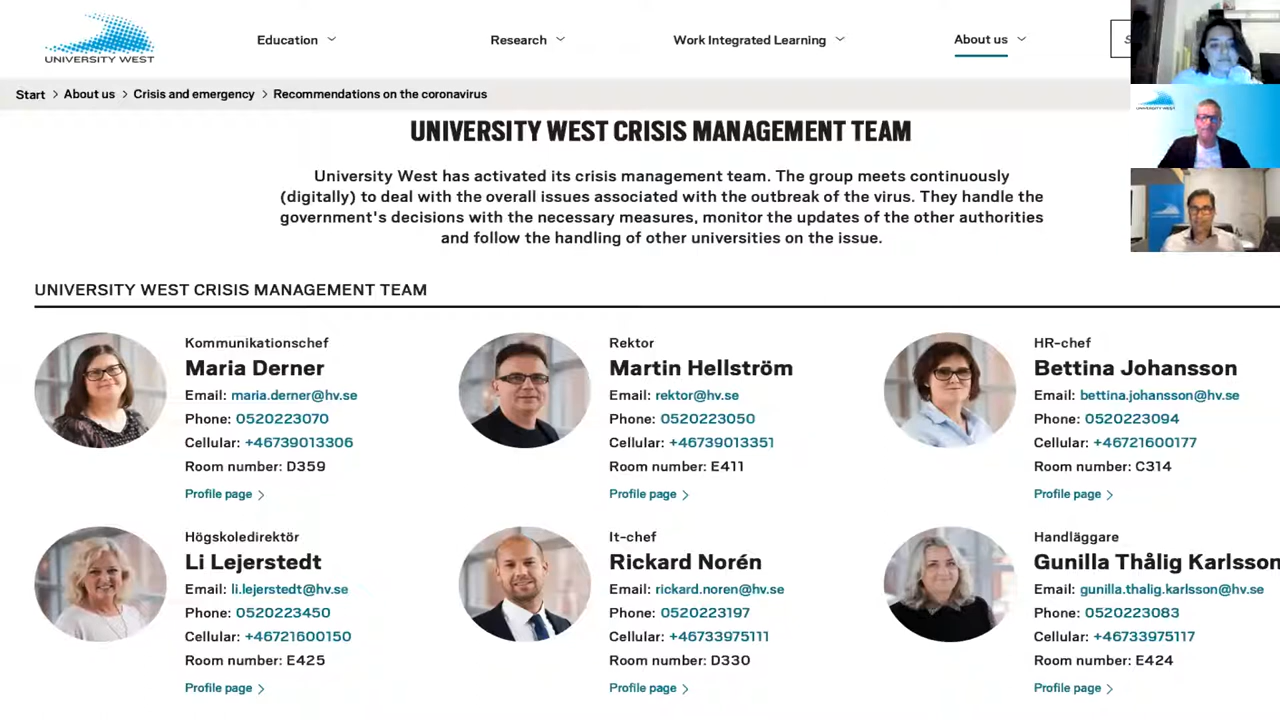 UNIVERSITY WEST
Education
Research
Work Integrated Learning
About us
Start > About us > Crisis and emergency > Recommendations on the coronavirus
UNIVERSITY WEST CRISIS MANAGEMENT TEAM
University West has activated its crisis management team. The group meets continuously
(digitally) to deal with the overall issues associated with the outbreak of the virus. They handle the
government's decisions with the necessary measures, monitor the updates of the other authorities
and follow the handling of other universities on the issue.
UNIVERSITY WEST CRISIS MANAGEMENT TEAM
Kommunikationschef
Maria Derner
Email: maria.derner@hv.se
Phone: 0520223070
Cellular: +46739013306
Room number: D359
Profile page >
Rektor
Martin Hellström
Email: rektor@hv.se
Phone: 0520223050
Cellular: +46739013351
Room number: E411
Profile page >
HR-chef
Bettina Johansson
Email: bettina.johansson@hv.se
Phone: 0520223094
Cellular: +46721600177
Room number: C314
Profile page >
Högskoledirektör
Li Lejerstedt
Email: li.lejerstedt@hv.se
Phone: 0520223450
Cellular: +46721600150
Room number: E425
Profile page >
It-chef
Rickard Norén
Email: rickard.noren@hv.se
Phone: 0520223197
Cellular: +46733975111
Room number: D330
Profile page >
Handläggare
Gunilla Thålig Karlsson
Email: gunilla.thalig.karlsson@hv.se
Phone: 0520223083
Cellular: +46733975117
Room number: E424
Profile page >